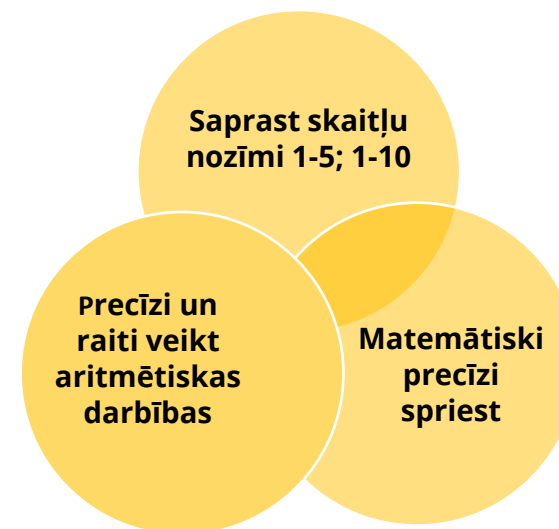 Saprast skaitļu
nozīmi 1-5; 1-10
Precīzi un
raiti veikt
aritmētiskas
darbības
Matemātiski
precīzi
spriest